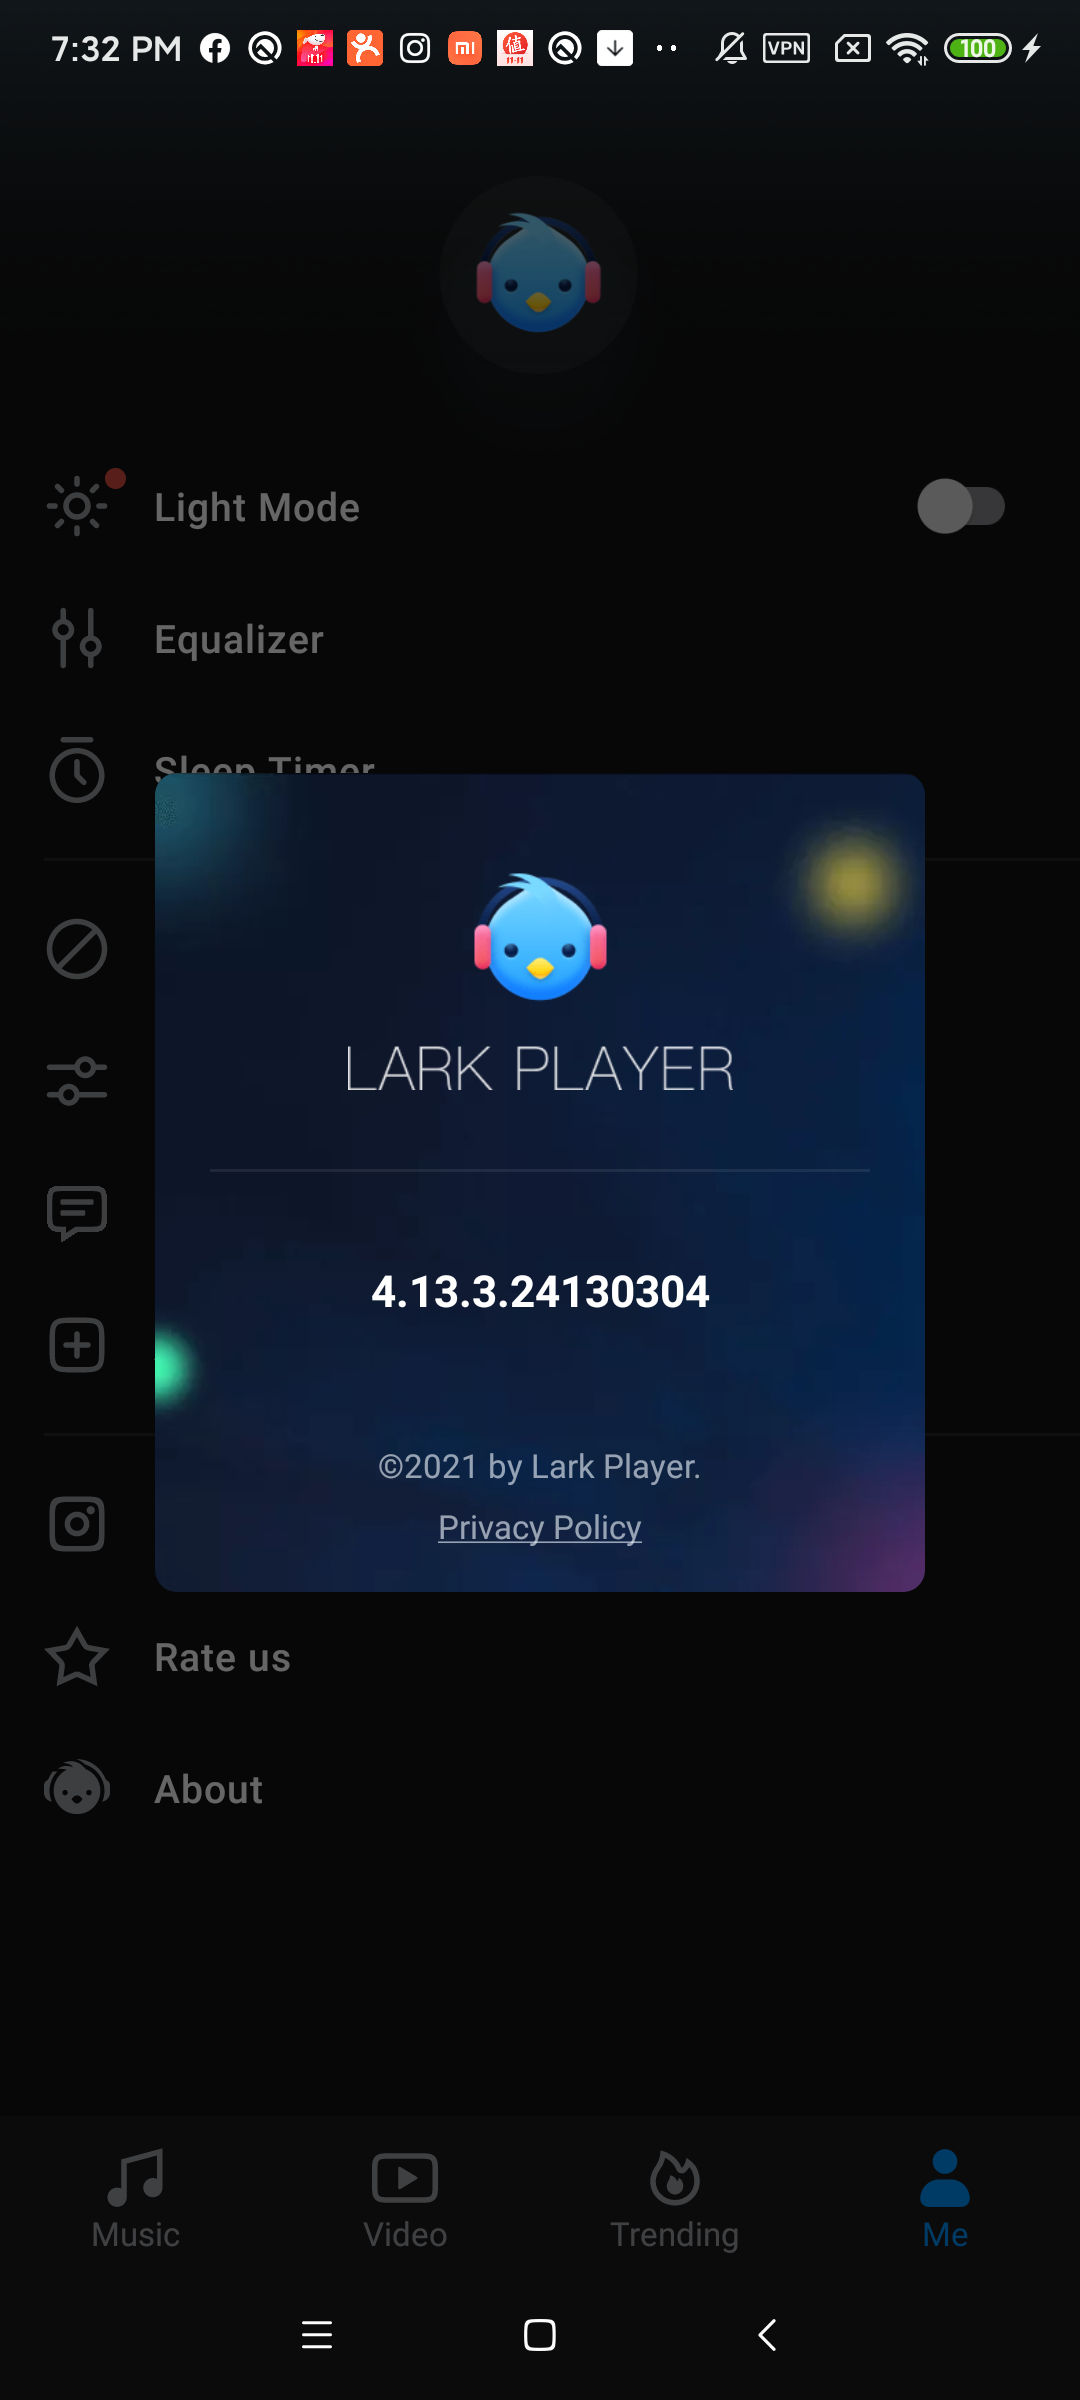 7:32 PM
VPN
100
Light Mode
Equalizer
Sleep Timer
LARK PLAYER
4.13.3.24130304
©2021 by Lark Player.
Privacy Policy
Rate us
About
Music
Video
Trending
Me